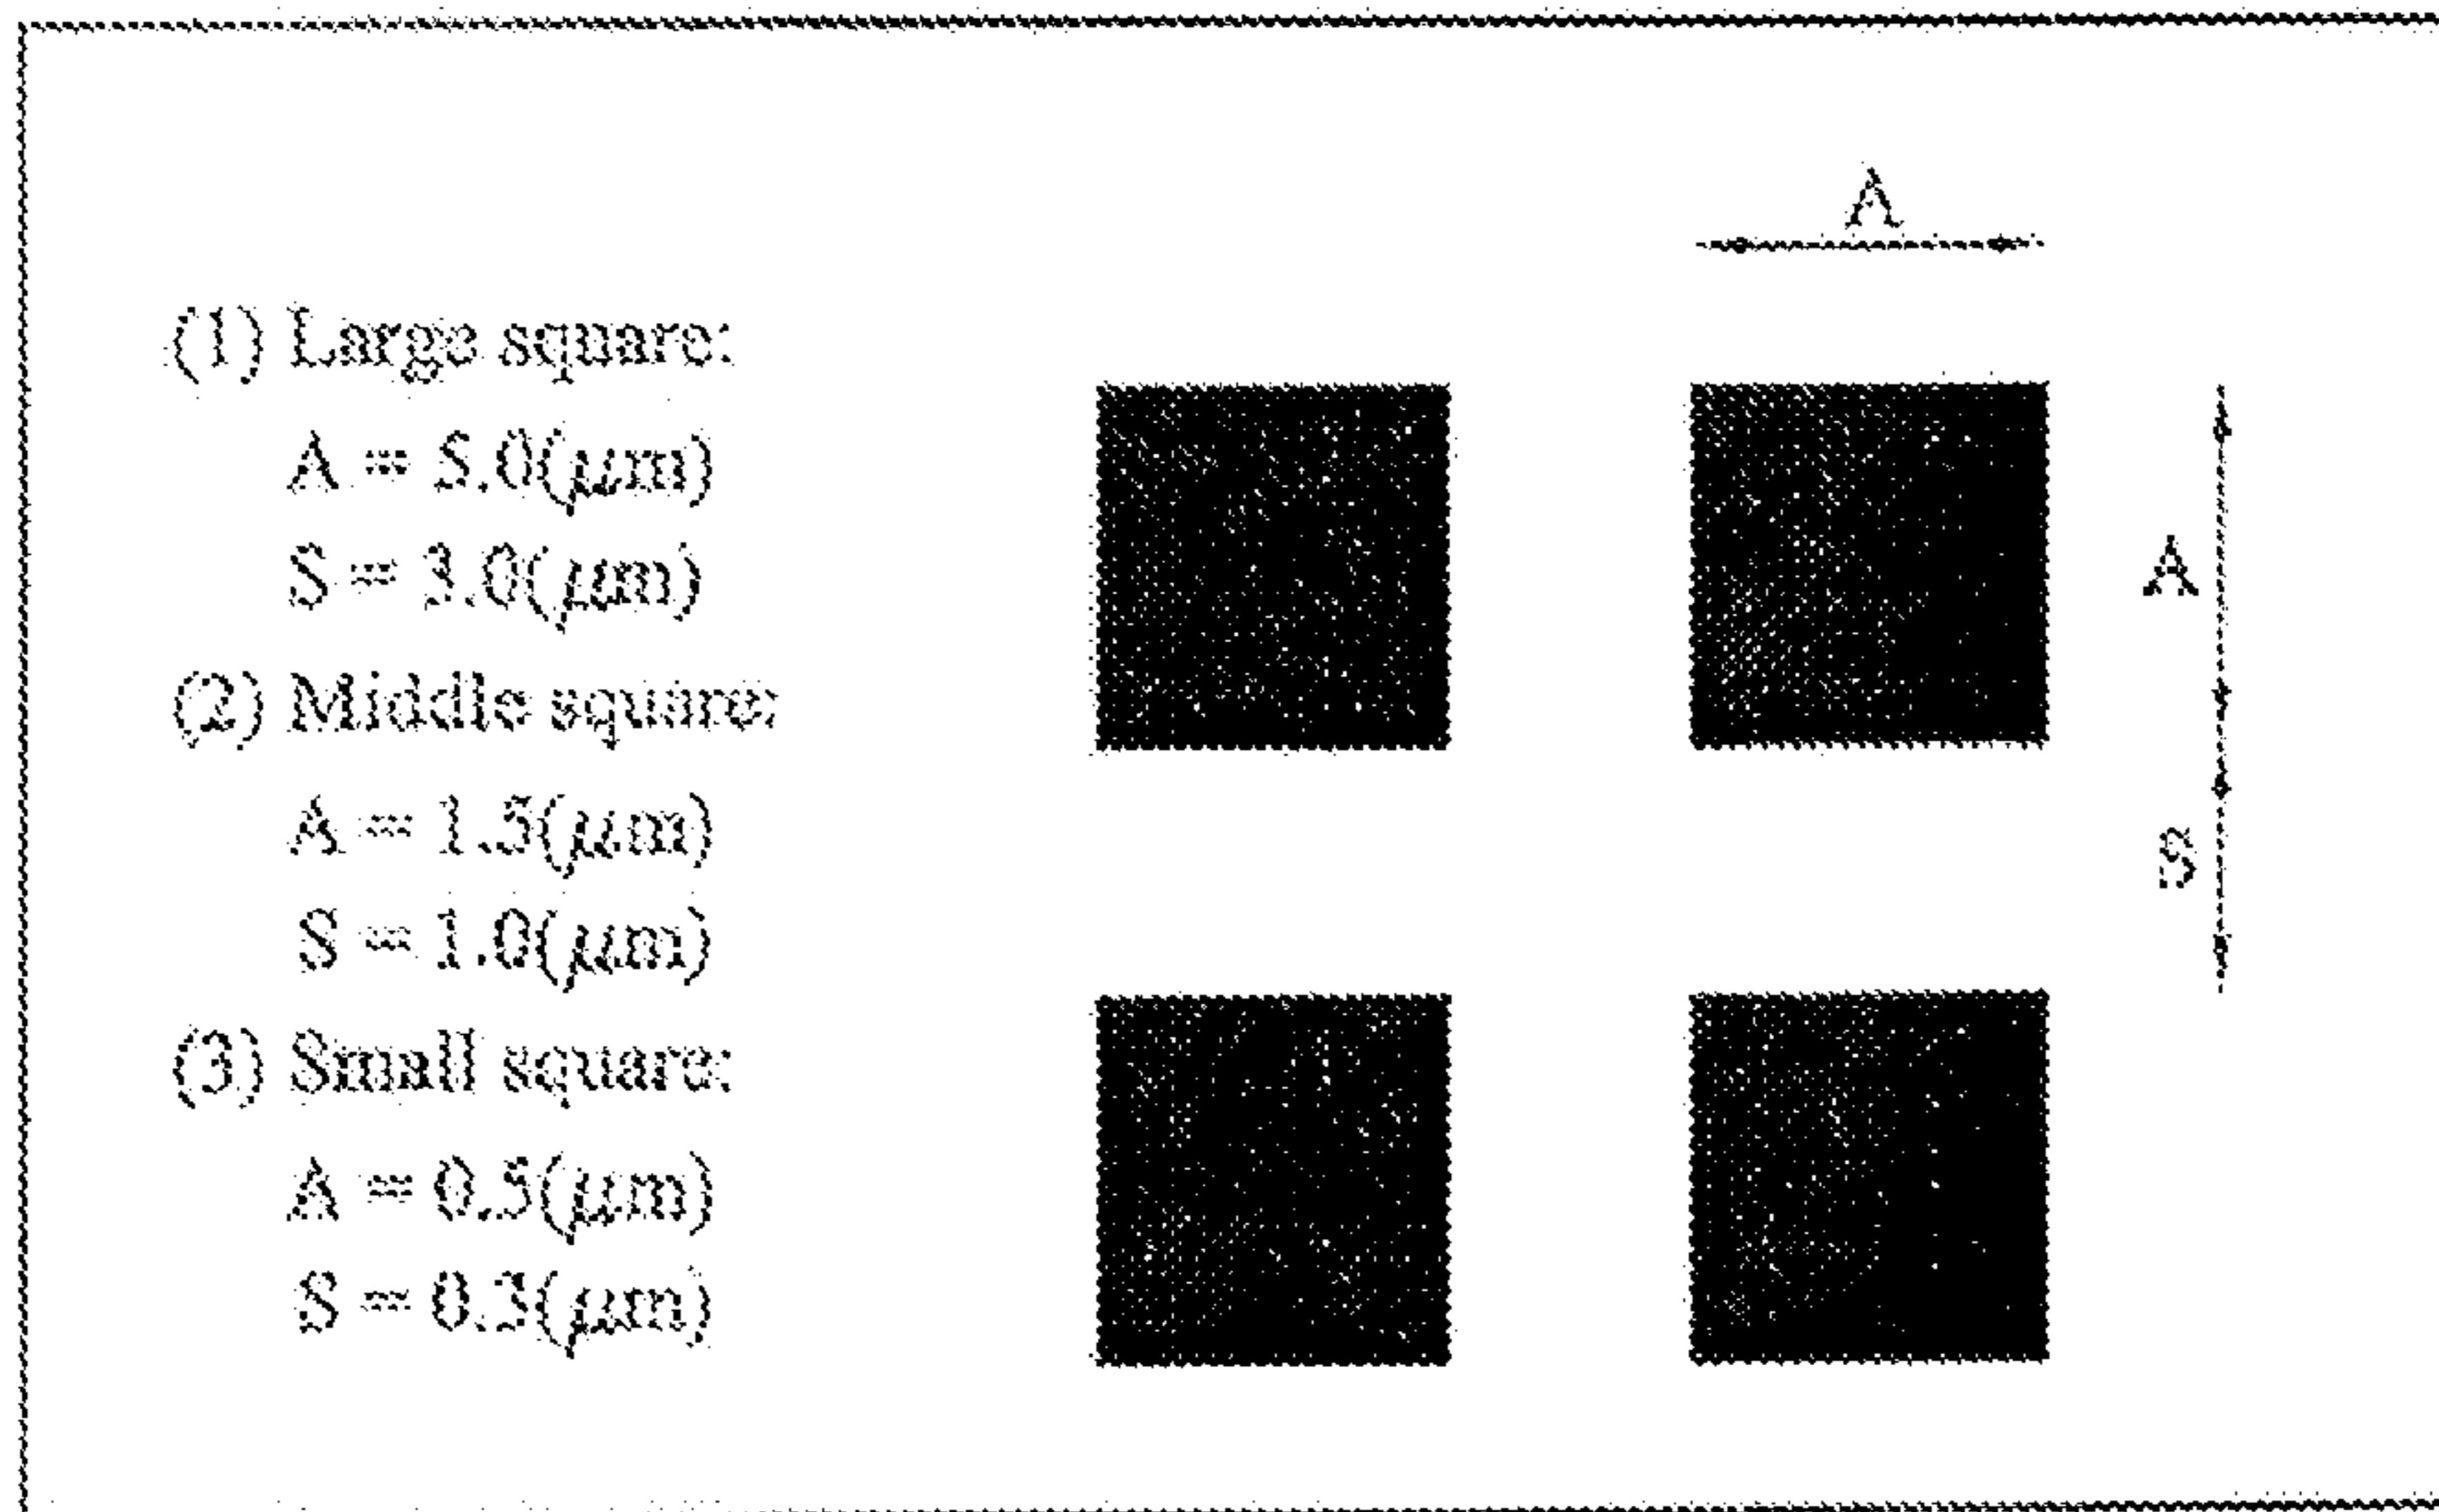 A
(1) Large square:
A = 5.0(μm)
S = 3.0(μm)
A
(2) Middle square:
A = 1.5(μm)
S
S = 1.0(μm)
(3) Small square:
A = 0.5(μm)
S = 0.3(μm)